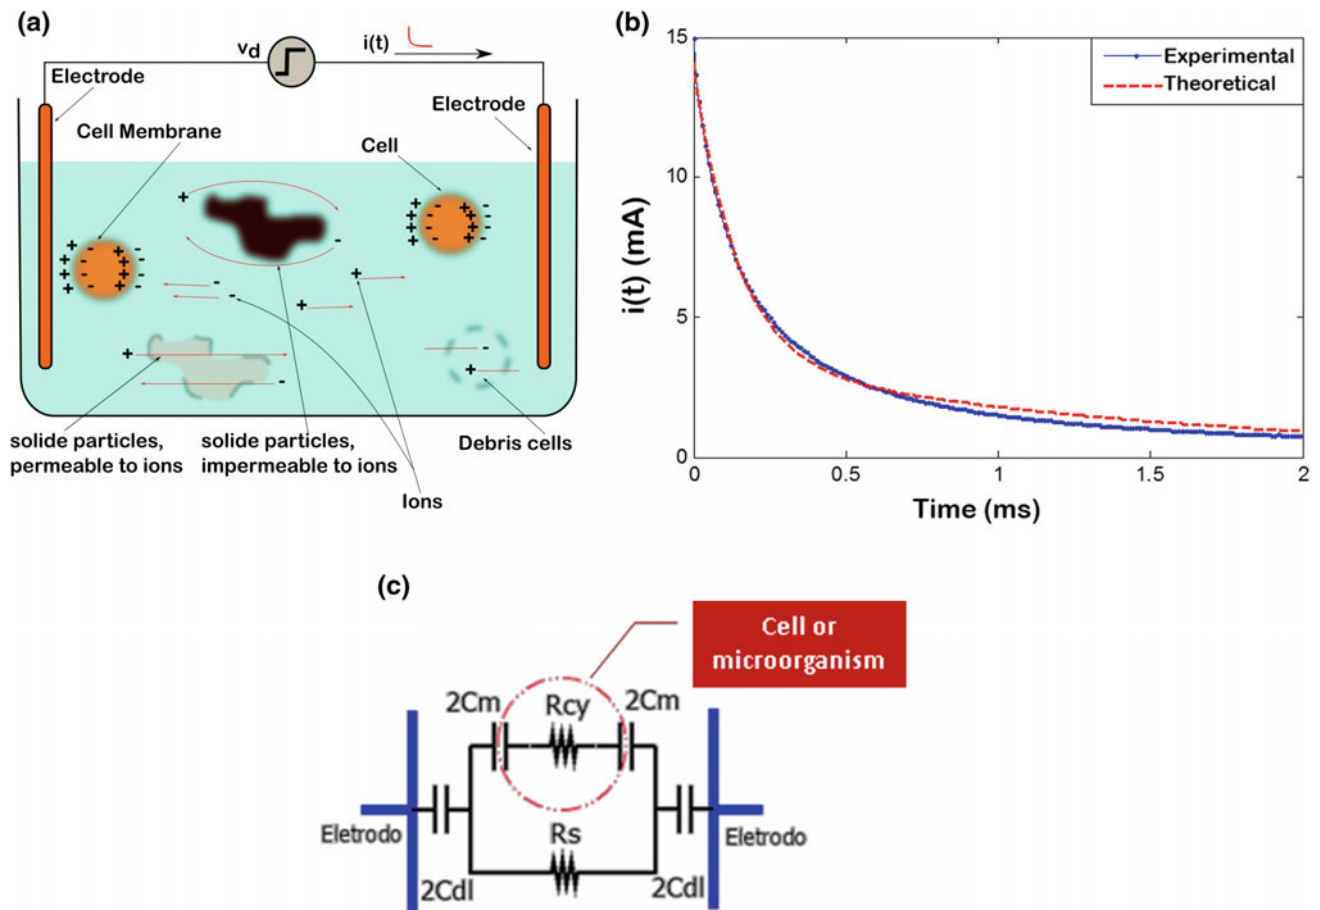 (a)
vd
i(t)
Electrode
Electrode
Cell Membrane
Cell
+
-
+ + + +
- - - -
+ + + +
- - - -
+ + + +
- - - -
+ + + +
- - - -
-
-
+
+
+
-
-
+
solide particles,
permeable to ions
solide particles,
impermeable to ions
Debris cells
Ions
(b)
15
10
5
0
0
0.5
1
1.5
2
i(t) (mA)
Time (ms)
Experimental
Theoretical
(c)
Cell or
microorganism
2Cm
Rcy
2Cm
Eletrodo
Rs
Eletrodo
2Cdl
2Cdl